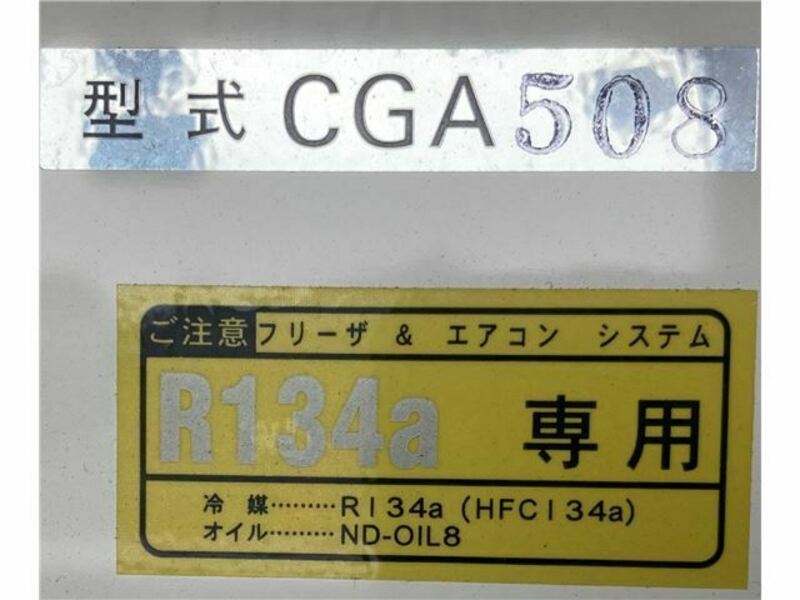 型式 CGA508
ご注意 フリーザ & エアコン システム
R134a 専用
冷媒………R134a (HFC134a)
オイル………ND-OIL8